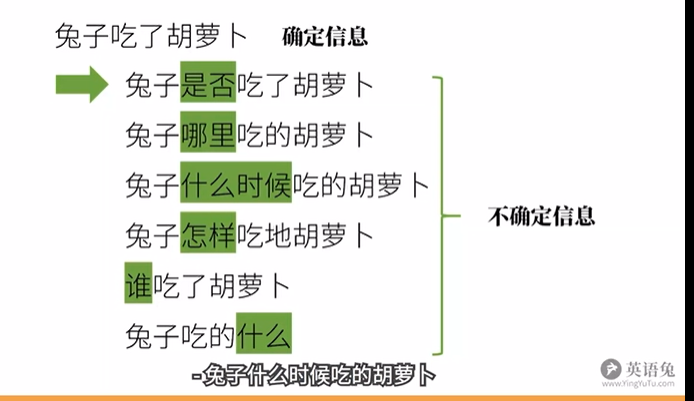 兔子吃了胡萝卜 确定信息
兔子是否吃了胡萝卜
兔子哪里吃的胡萝卜
兔子什么时候吃的胡萝卜
不确定信息
兔子怎样吃地胡萝卜
谁吃了胡萝卜
兔子吃的什么
-兔子什么时候吃的胡萝卜
英语兔
www.YingYuTu.com